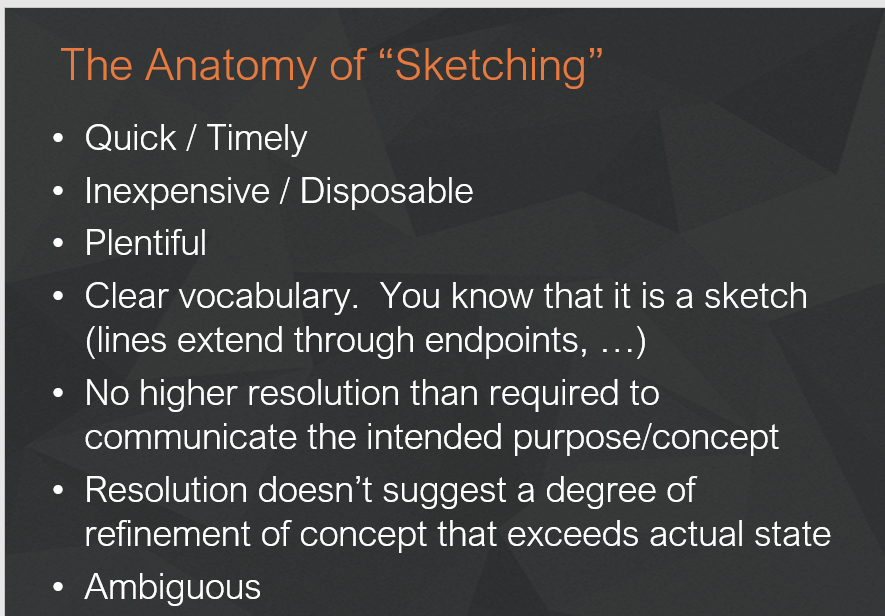 The Anatomy of “Sketching”
• Quick / Timely
• Inexpensive / Disposable
• Plentiful
• Clear vocabulary.  You know that it is a sketch
(lines extend through endpoints, …)
• No higher resolution than required to
communicate the intended purpose/concept
• Resolution doesn’t suggest a degree of
refinement of concept that exceeds actual state
• Ambiguous